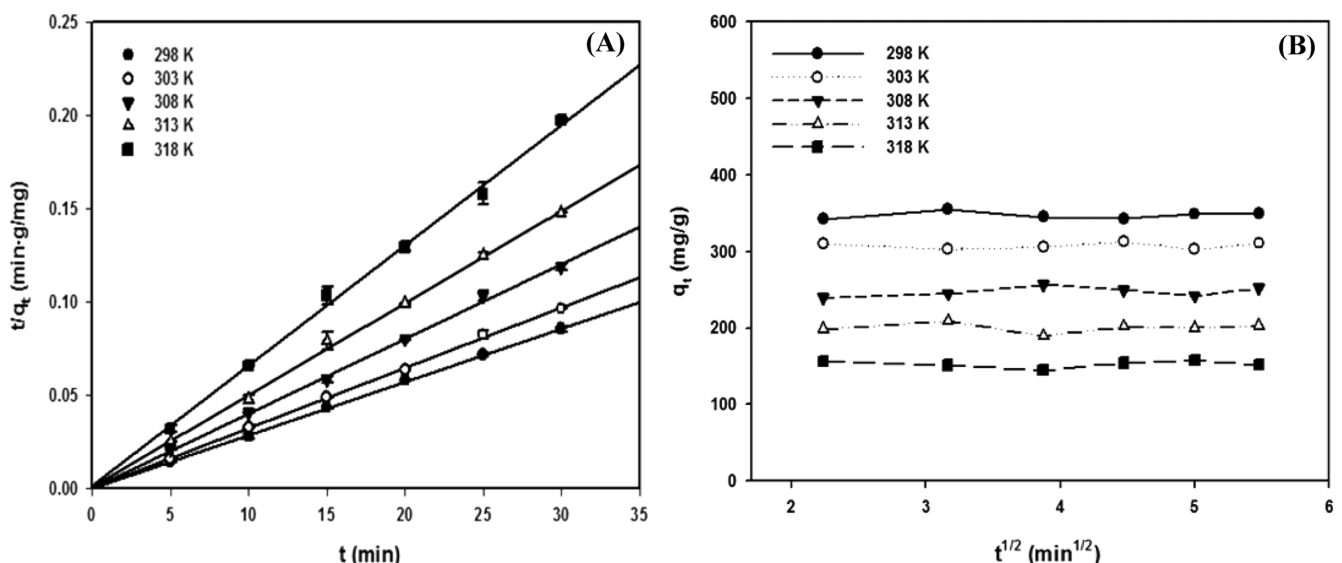 (A)
0.25
0.20
0.15
0.10
0.05
0.00
t/qt (min·g/mg)
298 K
303 K
308 K
313 K
318 K
0 5 10 15 20 25 30 35
t (min)
(B)
600
500
400
300
200
100
0
qt (mg/g)
298 K
303 K
308 K
313 K
318 K
2 3 4 5 6
t1/2 (min1/2)